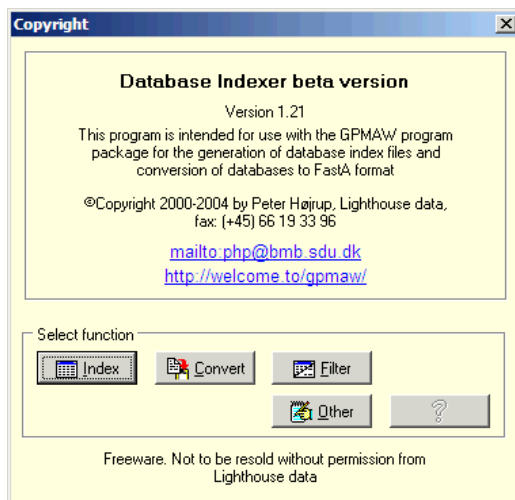 Copyright
Database Indexer beta version
Version 1.21
This program is intended for use with the GPMAW program
package for the generation of database index files and
conversion of databases to FastA format
©Copyright 2000-2004 by Peter Højrup, Lighthouse data,
fax: (+45) 66 19 33 96
mailto:php@bmb.sdu.dk
http://welcome.to/gpmaw/
Select function
Index Convert Filter
Other ?
Freeware. Not to be resold without permission from
Lighthouse data